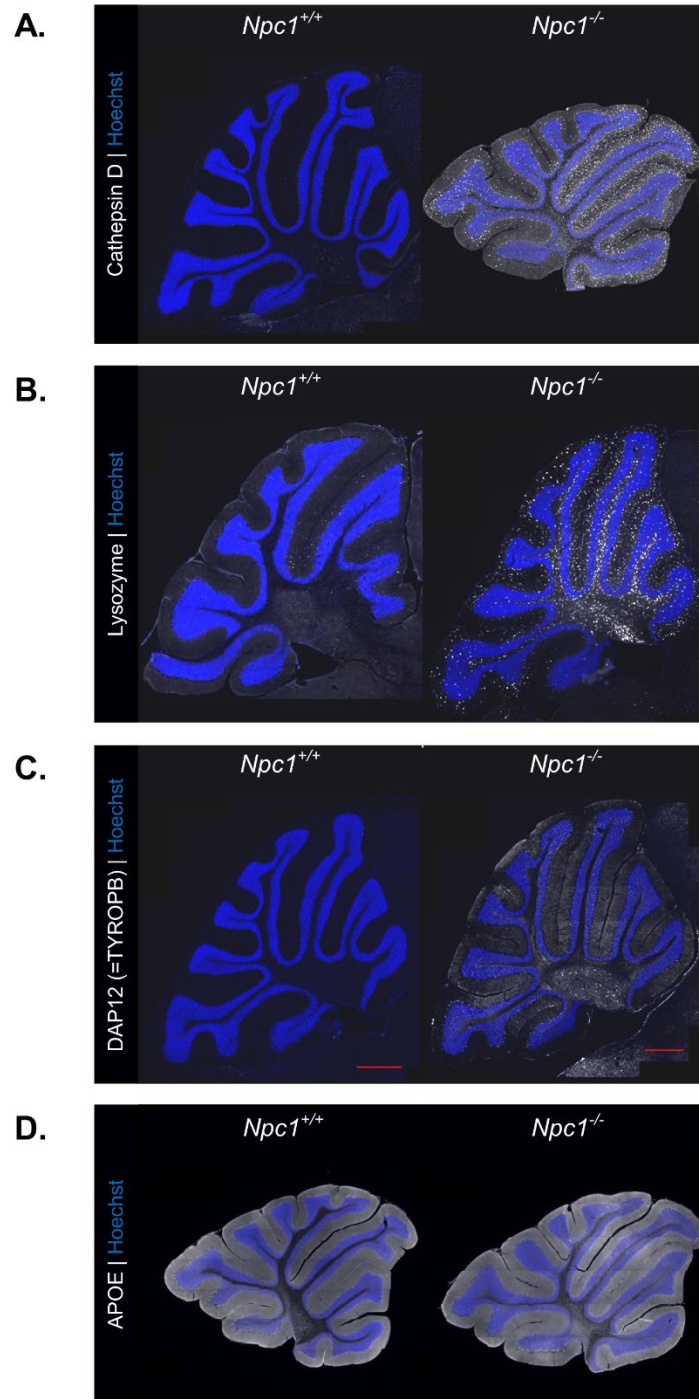 A.
Npc1+/+ Npc1-/-
Cathepsin D | Hoechst
B.
Npc1+/+ Npc1-/-
Lysozyme | Hoechst
C.
Npc1+/+ Npc1-/-
DAP12 (=TYROPB) | Hoechst
D.
Npc1+/+ Npc1-/-
APOE | Hoechst